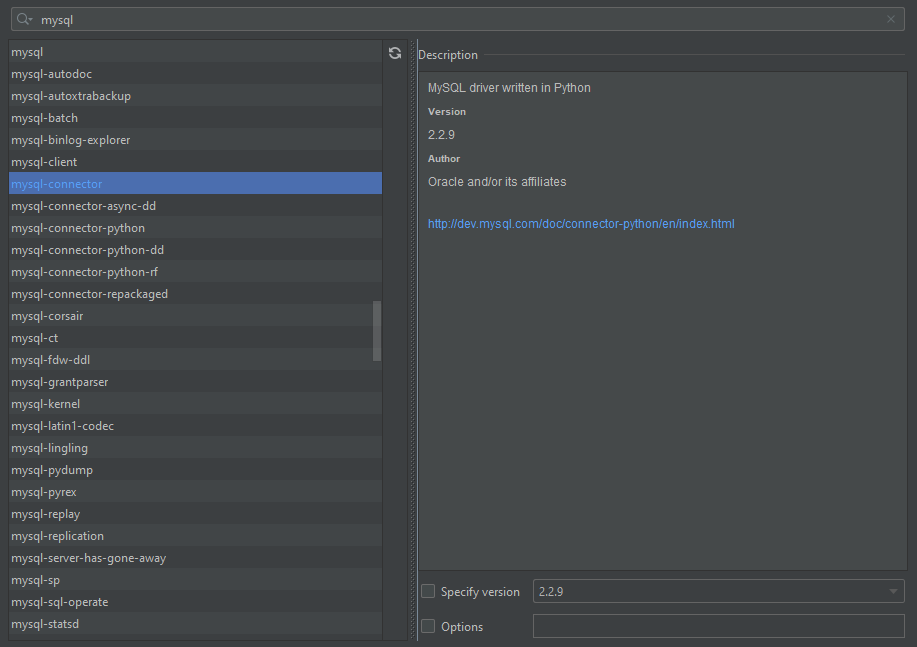 mysql
mysql
mysql-autodoc
mysql-autoxtrabackup
mysql-batch
mysql-binlog-explorer
mysql-client
mysql-connector
mysql-connector-async-dd
mysql-connector-python
mysql-connector-python-dd
mysql-connector-python-rf
mysql-connector-repackaged
mysql-corsair
mysql-ct
mysql-fdw-ddl
mysql-grantparser
mysql-kernel
mysql-latin1-codec
mysql-lingling
mysql-pydump
mysql-pyrex
mysql-replay
mysql-replication
mysql-server-has-gone-away
mysql-sp
mysql-sql-operate
mysql-statsd
Description
MySQL driver written in Python
Version
2.2.9
Author
Oracle and/or its affiliates
http://dev.mysql.com/doc/connector-python/en/index.html
Specify version
2.2.9
Options